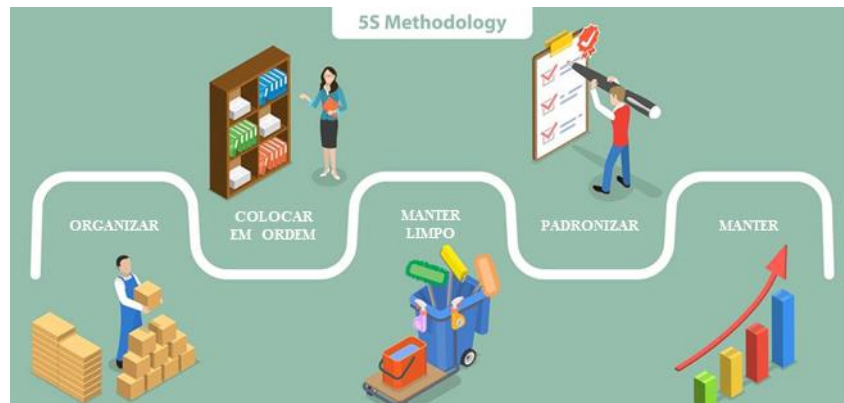 5S Methodology
ORGANIZAR
COLOCAR
EM ORDEM
MANTER
LIMPO
PADRONIZAR
MANTER